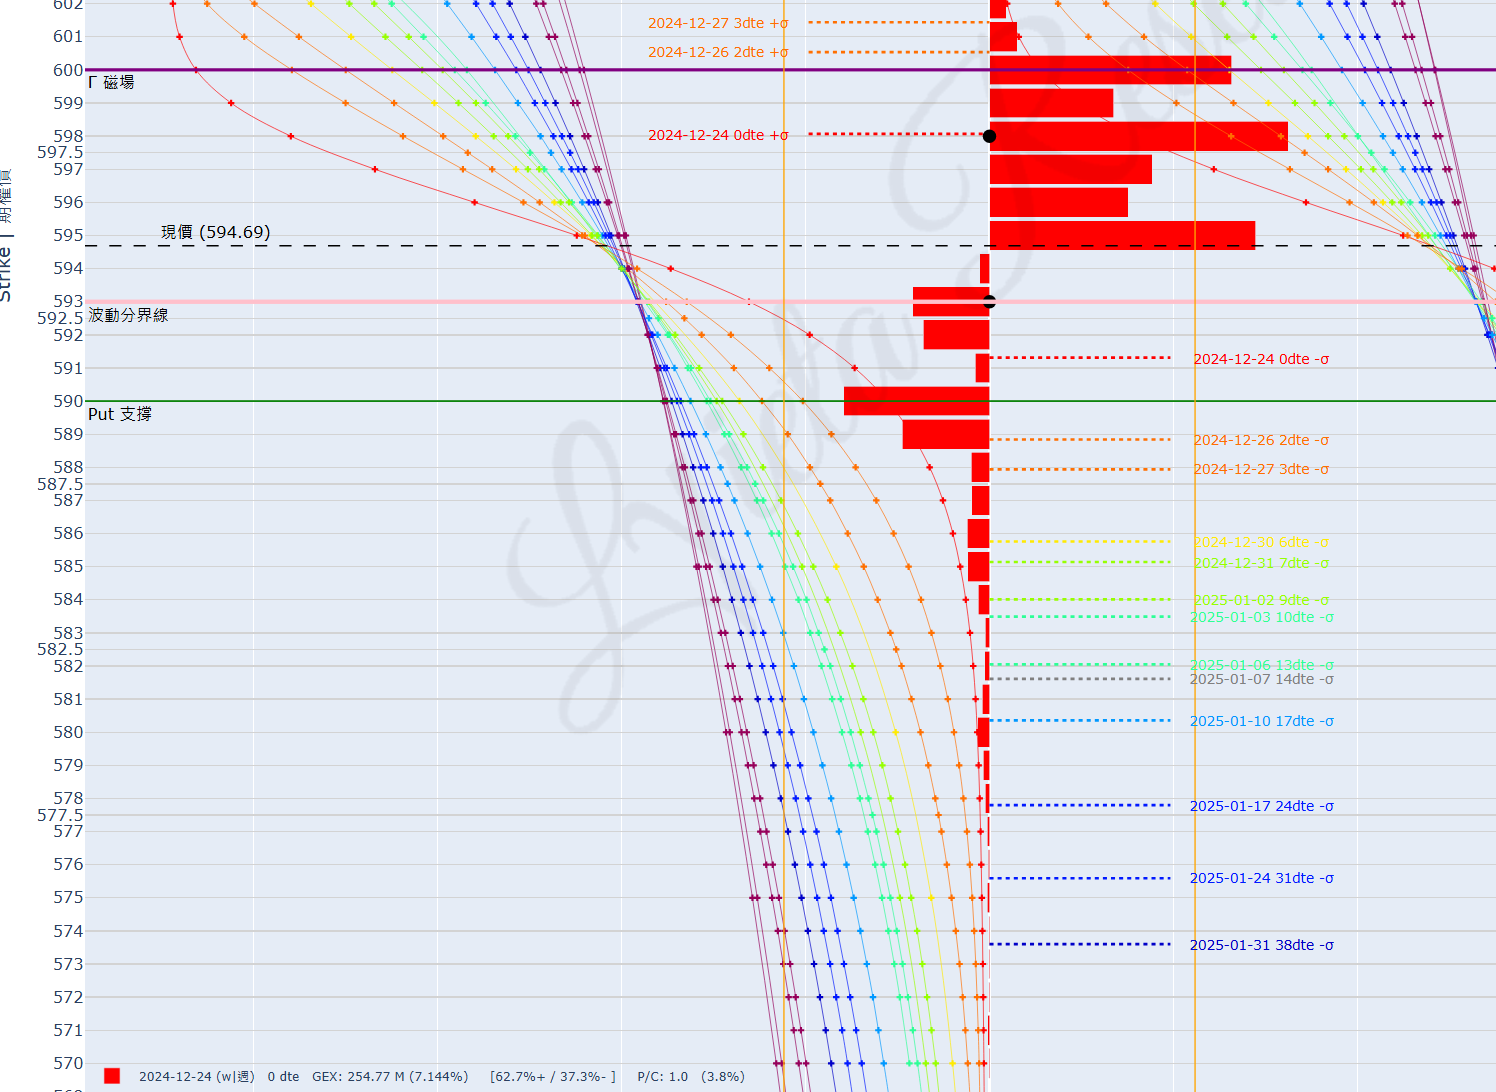 602
2024-12-27 3dte +σ
601
2024-12-26 2dte +σ
600
Γ 磁場
599
2024-12-24 0dte +σ
598
597.5
597
596
現價 (594.69)
595
594
593
波動分界線
592.5
592
2024-12-24 0dte -σ
591
590
Put 支撐
589
2024-12-26 2dte -σ
588
2024-12-27 3dte -σ
587.5
587
586
2024-12-30 6dte -σ
585
2024-12-31 7dte -σ
584
2025-01-02 9dte -σ
2025-01-03 10dte -σ
583
582.5
582
2025-01-06 13dte -σ
2025-01-07 14dte -σ
581
2025-01-10 17dte -σ
580
579
578
2025-01-17 24dte -σ
577.5
577
576
2025-01-24 31dte -σ
575
574
2025-01-31 38dte -σ
573
572
571
570
Strike | 期權價
2024-12-24 (w|週) 0 dte GEX: 254.77 M (7.144%) [62.7%+ / 37.3%- ] P/C: 1.0 (3.8%)